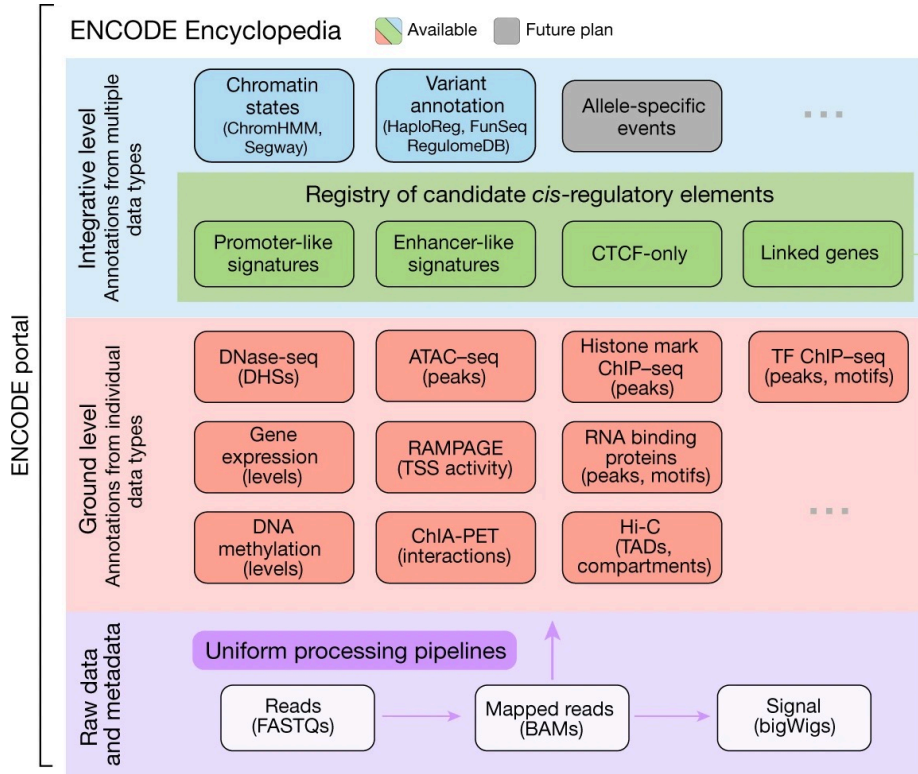 ENCODE Encyclopedia
Available
Future plan
ENCODE portal
Integrative level
Annotations from multiple
data types
Chromatin
states
(ChromHMM,
Segway)
Variant
annotation
(HaploReg, FunSeq
RegulomeDB)
Allele-specific
events
...
Registry of candidate cis-regulatory elements
Promoter-like
signatures
Enhancer-like
signatures
CTCF-only
Linked genes
Ground level
Annotations from individual
data types
DNase-seq
(DHSs)
ATAC–seq
(peaks)
Histone mark
ChIP–seq
(peaks)
TF ChIP–seq
(peaks, motifs)
Gene
expression
(levels)
RAMPAGE
(TSS activity)
RNA binding
proteins
(peaks, motifs)
DNA
methylation
(levels)
ChIA-PET
(interactions)
Hi-C
(TADs,
compartments)
...
Raw data
and metadata
Uniform processing pipelines
Reads
(FASTQs)
Mapped reads
(BAMs)
Signal
(bigWigs)